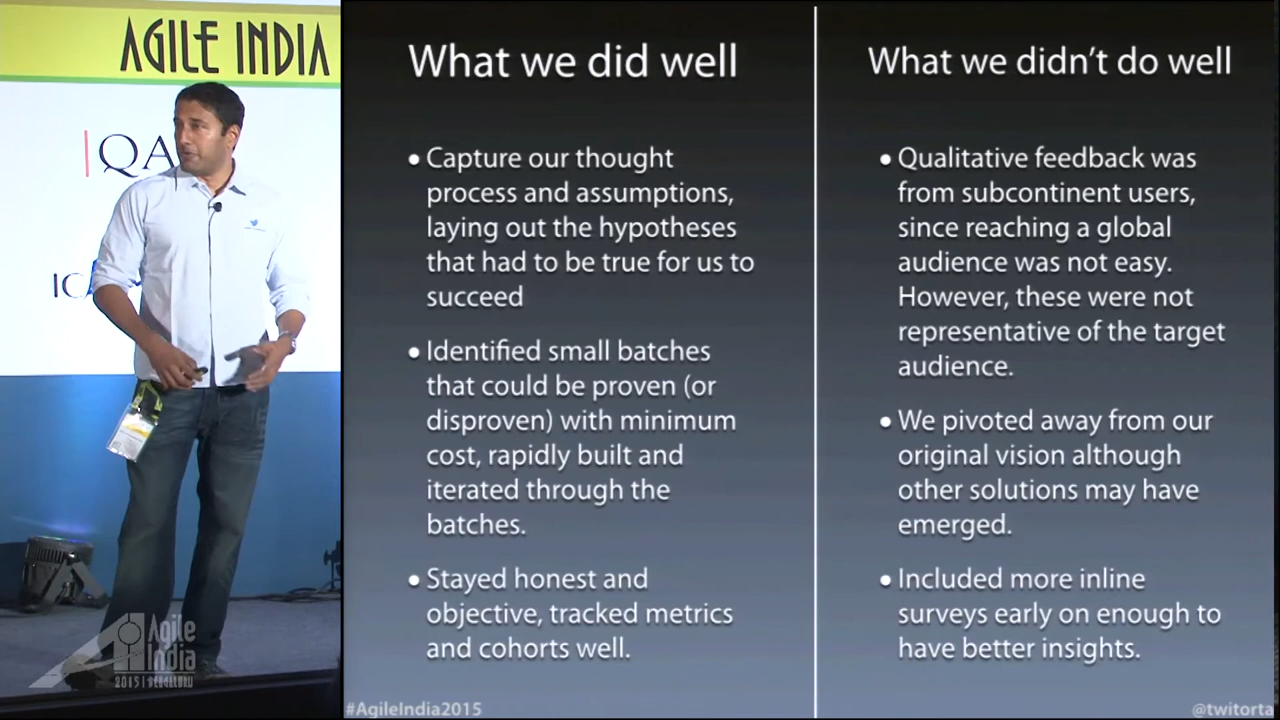 AGILE INDIA
QA
IC
Agile
India
2015 | BENGALURU
What we did well
• Capture our thought
process and assumptions,
laying out the hypotheses
that had to be true for us to
succeed
• Identified small batches
that could be proven (or
disproven) with minimum
cost, rapidly built and
iterated through the
batches.
• Stayed honest and
objective, tracked metrics
and cohorts well.
#AgileIndia2015
What we didn't do well
• Qualitative feedback was
from subcontinent users,
since reaching a global
audience was not easy.
However, these were not
representative of the target
audience.
• We pivoted away from our
original vision although
other solutions may have
emerged.
• Included more inline
surveys early on enough to
have better insights.
@twitorta